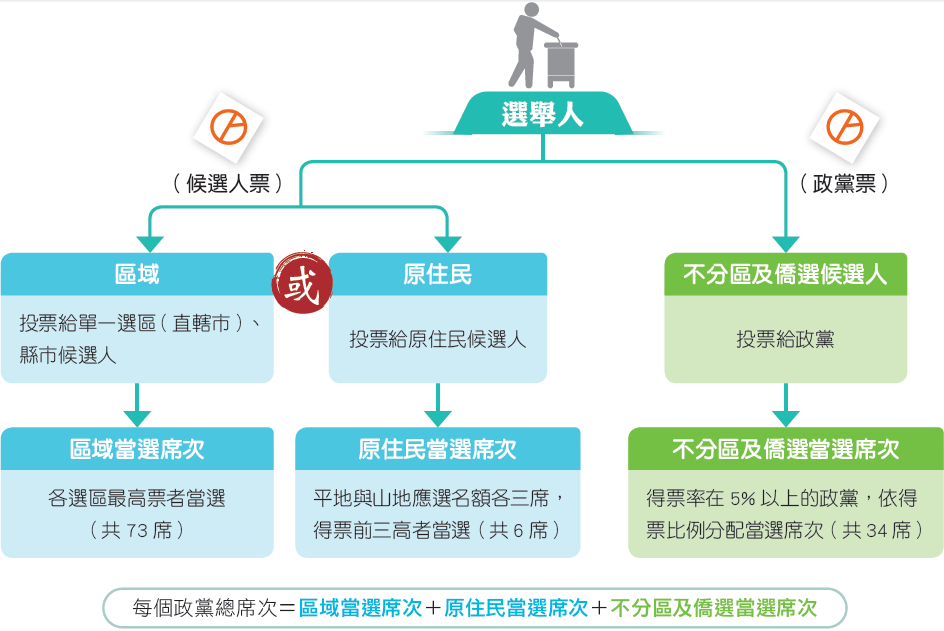 選舉人
（候選人票）
（政黨票）
區域
或
原住民
不分區及僑選候選人
投票給單一選區（直轄市）、
縣市候選人
投票給原住民候選人
投票給政黨
區域當選席次
原住民當選席次
不分區及僑選當選席次
各選區最高票者當選
（共 73 席）
平地與山地應選名額各三席，
得票前三高者當選（共 6 席）
得票率在 5% 以上的政黨，依得
票比例分配當選席次（共 34 席）
每個政黨總席次＝區域當選席次＋原住民當選席次＋不分區及僑選當選席次